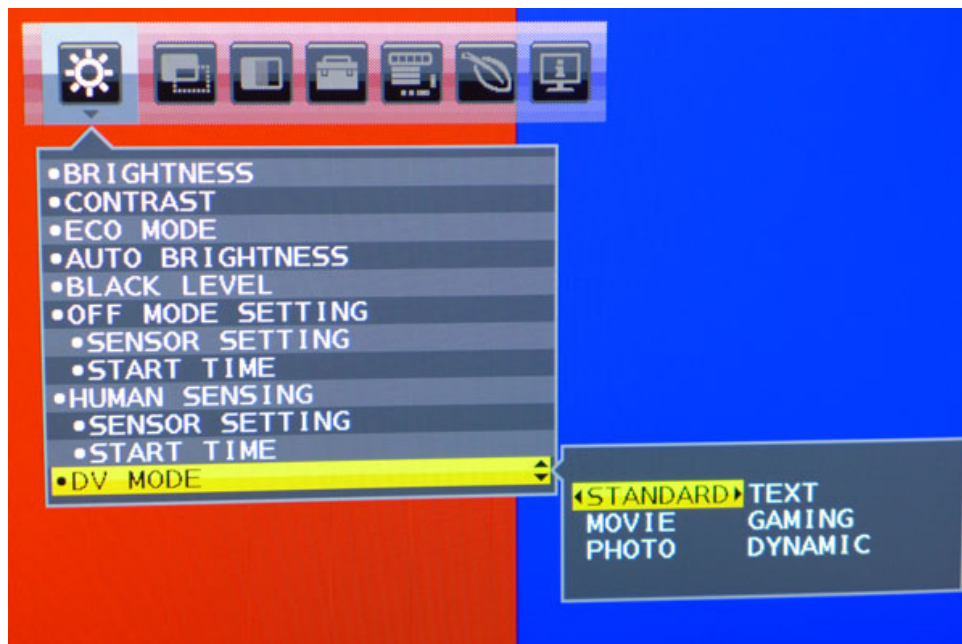 •BRIGHTNESS
•CONTRAST
•ECO MODE
•AUTO BRIGHTNESS
•BLACK LEVEL
•OFF MODE SETTING
•SENSOR SETTING
•START TIME
•HUMAN SENSING
•SENSOR SETTING
•START TIME
•DV MODE
STANDARD TEXT
MOVIE GAMING
PHOTO DYNAMIC